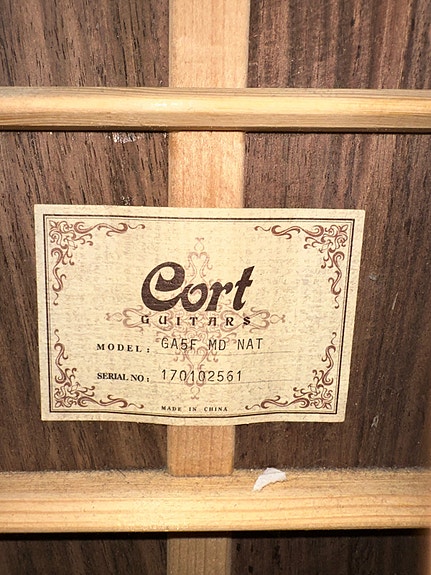 Cort
GUITARS
MODEL: GA5F MD NAT
SERIAL NO: 170102561
MADE IN CHINA